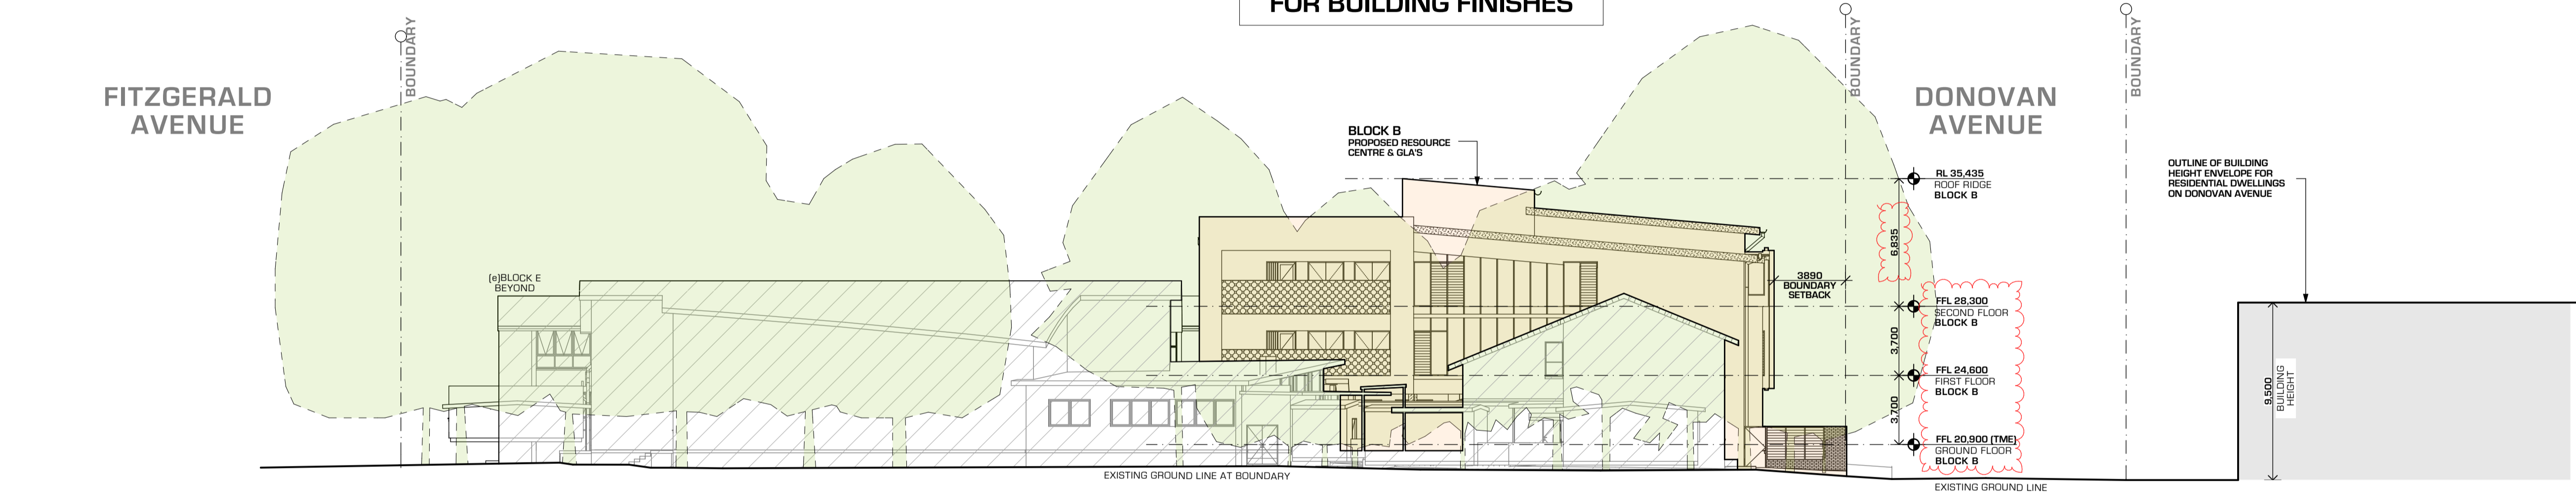 FOR BUILDING FINISHES
FITZGERALD
AVENUE
BOUNDARY
BOUNDARY
BOUNDARY
DONOVAN
AVENUE
BLOCK B
PROPOSED RESOURCE
CENTRE & GLA'S
RL 35,435
ROOF RIDGE
BLOCK B
OUTLINE OF BUILDING
HEIGHT ENVELOPE FOR
RESIDENTIAL DWELLINGS
ON DONOVAN AVENUE
6,835
(e)BLOCK E
BEYOND
3890
BOUNDARY
SETBACK
FFL 28,300
SECOND FLOOR
BLOCK B
3,700
FFL 24,600
FIRST FLOOR
BLOCK B
3,700
FFL 20,900 (TME)
GROUND FLOOR
BLOCK B
9,500
BUILDING
HEIGHT
EXISTING GROUND LINE AT BOUNDARY
EXISTING GROUND LINE